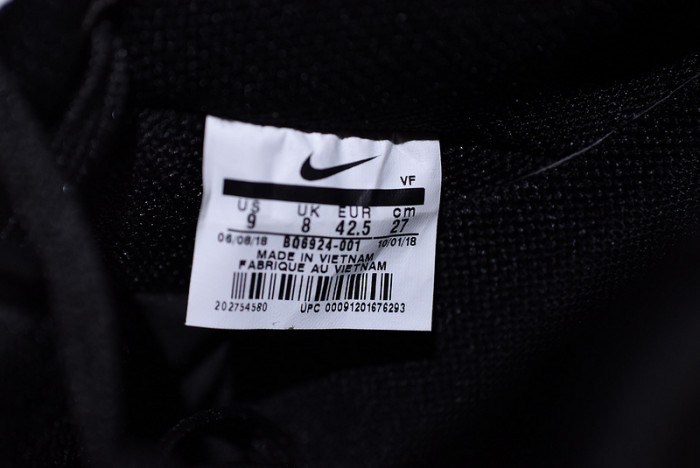 VF
US UK EUR cm
9 8 42.5 27
06/08/18 BQ6924-001 10/01/18
MADE IN VIETNAM
FABRIQUE AU VIETNAM
202754580 UPC 00091201676293